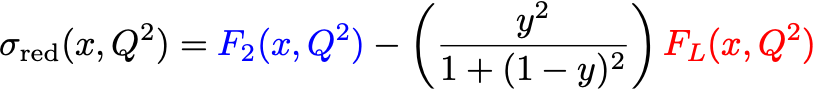 σ_red(x, Q²) = F₂(x, Q²) − (y² / (1 + (1 − y)²)) F_L(x, Q²)